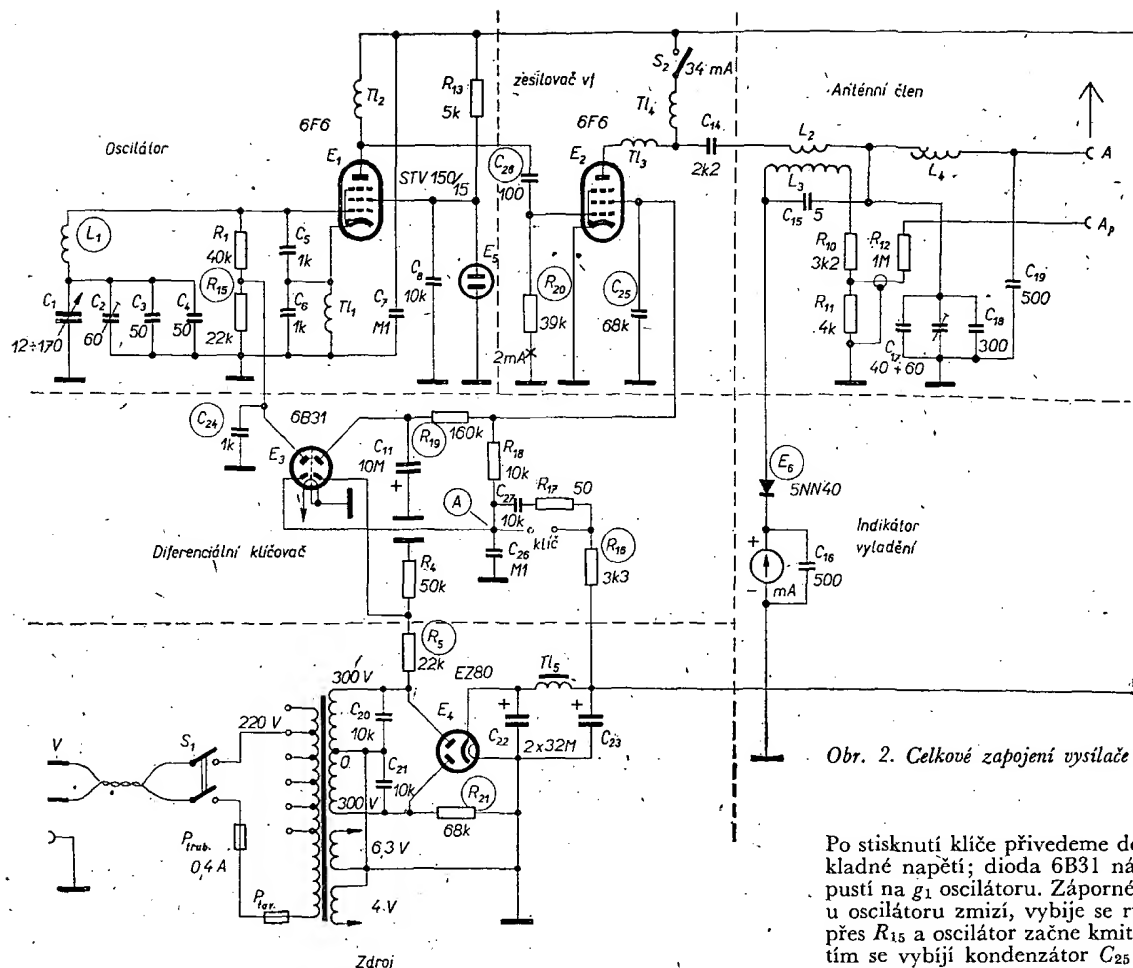 Oscilátor
zesilovač vf
Anténní člen
Tl2
6F6
E1
R13
5k
STV 150/15
S2
34 mA
Tl4
6F6
E2
Tl3
C14
2k2
L2
L4
A
Ap
L1
R1
40k
R15
22k
C5
1k
C6
1k
Tl1
C7
M1
C8
10k
E5
C28
100
R20
39k
2mA
C25
68k
L3
C15
5
R10
3k2
R12
1M
R11
.4k
C19
500
C18
300
C17
40+60
C1
12÷170
C2
60
C3
50
C4
50
C24
1k
6B31
E3
C11
10M
R19
160k
R18
10k
R17
50
C27
10k
A
klíč
C26
M1
R16
3k3
R4
50k
E6
5NN40
Indikátor
vyladění
C16
500
+
-
mA
Diferenciální klíčovač
R5
22k
300 V
C20
10k
0
C21
10k
300 V
EZ80
E4
Tl5
C22
2x32M
C23
R21
68k
220 V
S1
V
Ptrub.
0,4 A
6,3 V
4 V
Zdroj
Obr. 2. Celkové zapojení vysílače
Po stisknutí klíče přivedeme do
kladné napětí; dioda 6B31 ná
pustí na g1 oscilátoru. Záporné
u oscilátoru zmizí, vybije se r
přes R15 a oscilátor začne kmit
tím se vybíjí kondenzátor C25